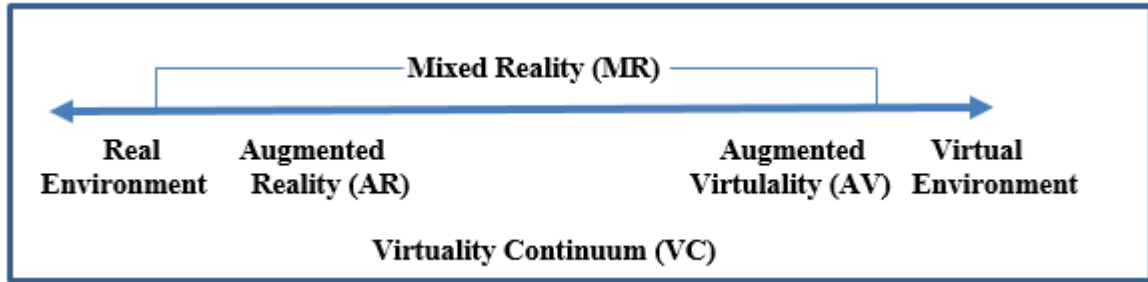 Mixed Reality (MR)
Real Environment
Augmented Reality (AR)
Augmented Virtulality (AV)
Virtual Environment
Virtuality Continuum (VC)